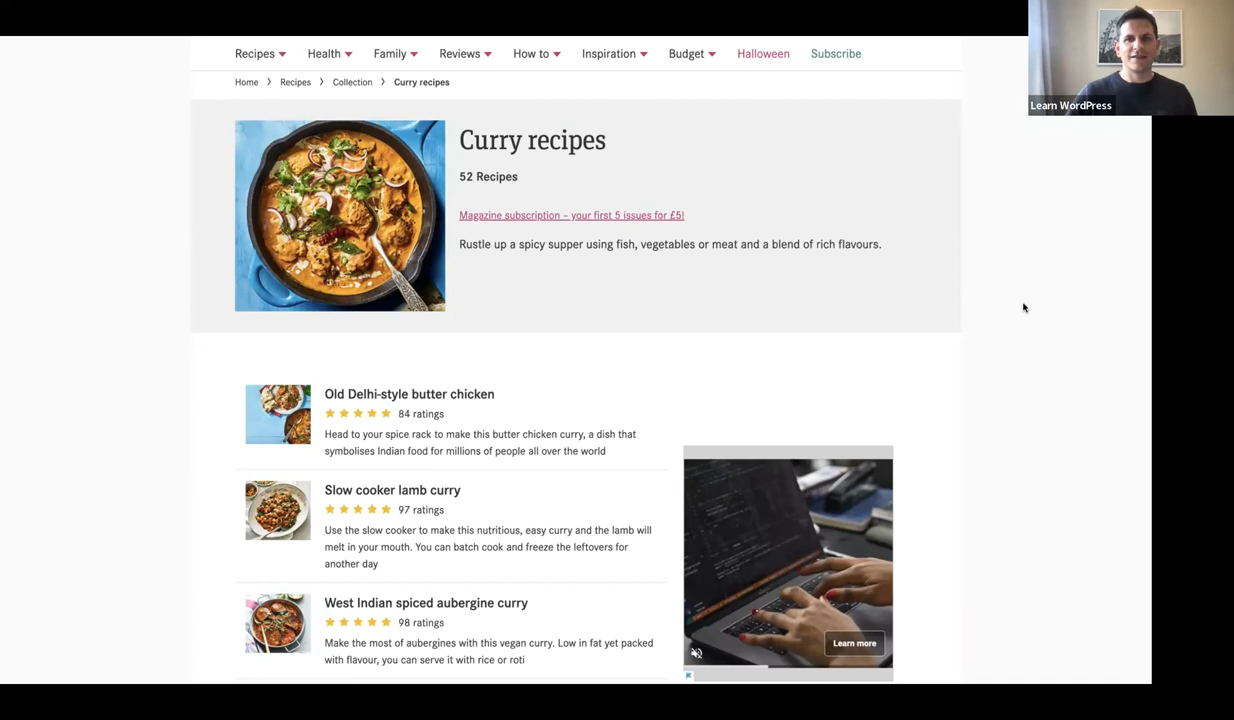 Recipes Health Family Reviews How to Inspiration Budget Halloween Subscribe
Home Recipes Collection Curry recipes
Learn WordPress
Curry recipes
52 Recipes
Magazine subscription – your first 5 issues for £5!
Rustle up a spicy supper using fish, vegetables or meat and a blend of rich flavours.
Old Delhi-style butter chicken
84 ratings
Head to your spice rack to make this butter chicken curry, a dish that
symbolises Indian food for millions of people all over the world
Slow cooker lamb curry
97 ratings
Use the slow cooker to make this nutritious, easy curry and the lamb will
melt in your mouth. You can batch cook and freeze the leftovers for
another day
West Indian spiced aubergine curry
98 ratings
Make the most of aubergines with this vegan curry. Low in fat yet packed
with flavour, you can serve it with rice or roti
Learn more